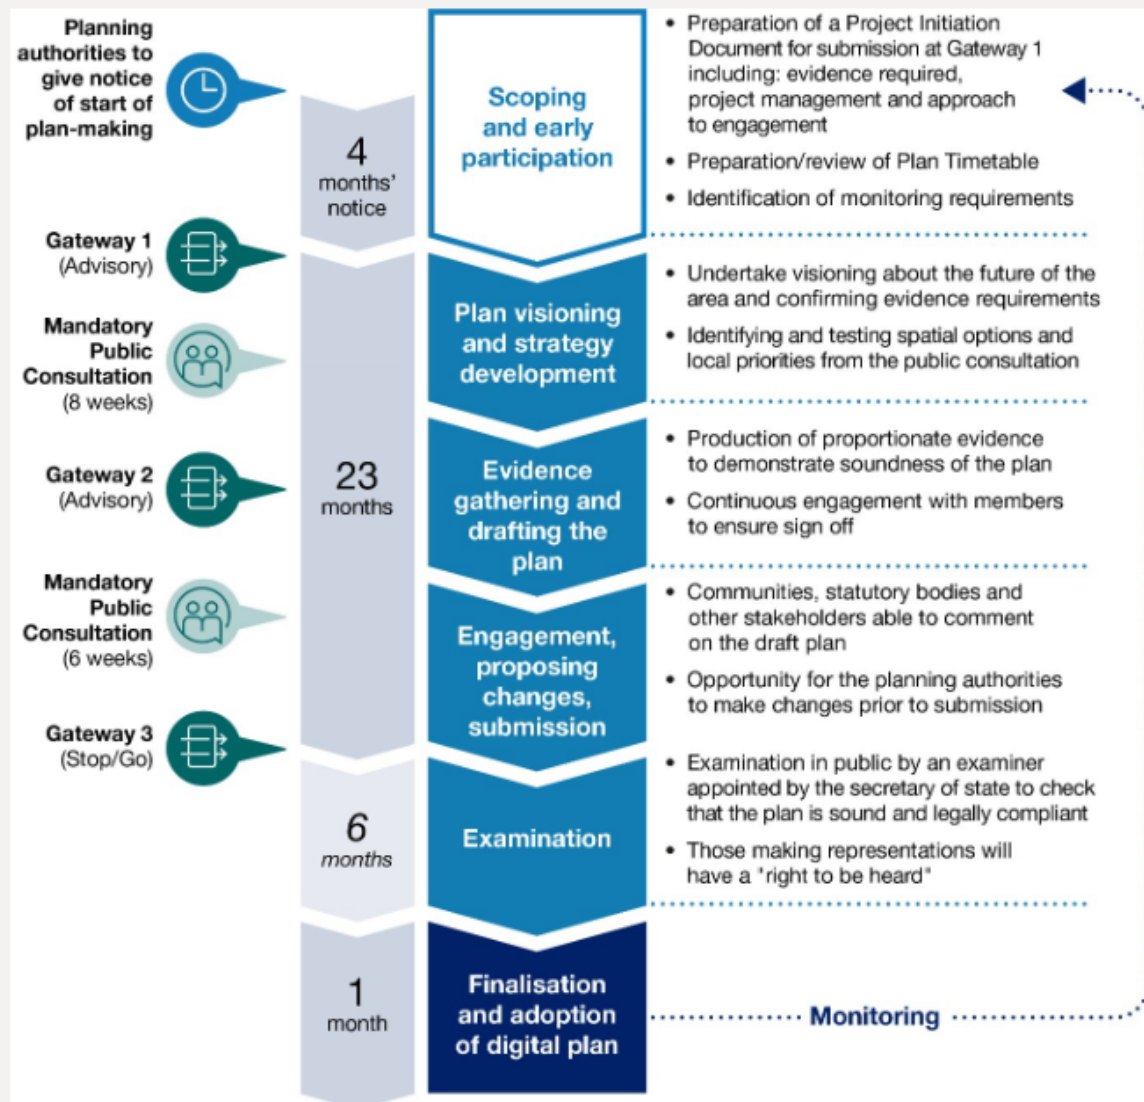 Planning
authorities to
give notice
of start of
plan-making
4
months'
notice
Scoping
and early
participation
• Preparation of a Project Initiation
Document for submission at Gateway 1
including: evidence required,
project management and approach
to engagement
• Preparation/review of Plan Timetable
• Identification of monitoring requirements
Gateway 1
(Advisory)
Mandatory
Public
Consultation
(8 weeks)
Gateway 2
(Advisory)
Mandatory
Public
Consultation
(6 weeks)
Gateway 3
(Stop/Go)
23
months
Plan visioning
and strategy
development
• Undertake visioning about the future of the
area and confirming evidence requirements
• Identifying and testing spatial options and
local priorities from the public consultation
Evidence
gathering and
drafting the
plan
• Production of proportionate evidence
to demonstrate soundness of the plan
• Continuous engagement with members
to ensure sign off
Engagement,
proposing
changes,
submission
• Communities, statutory bodies and
other stakeholders able to comment
on the draft plan
• Opportunity for the planning authorities
to make changes prior to submission
6
months
Examination
• Examination in public by an examiner
appointed by the secretary of state to check
that the plan is sound and legally compliant
• Those making representations will
have a "right to be heard"
1
month
Finalisation
and adoption
of digital plan
Monitoring